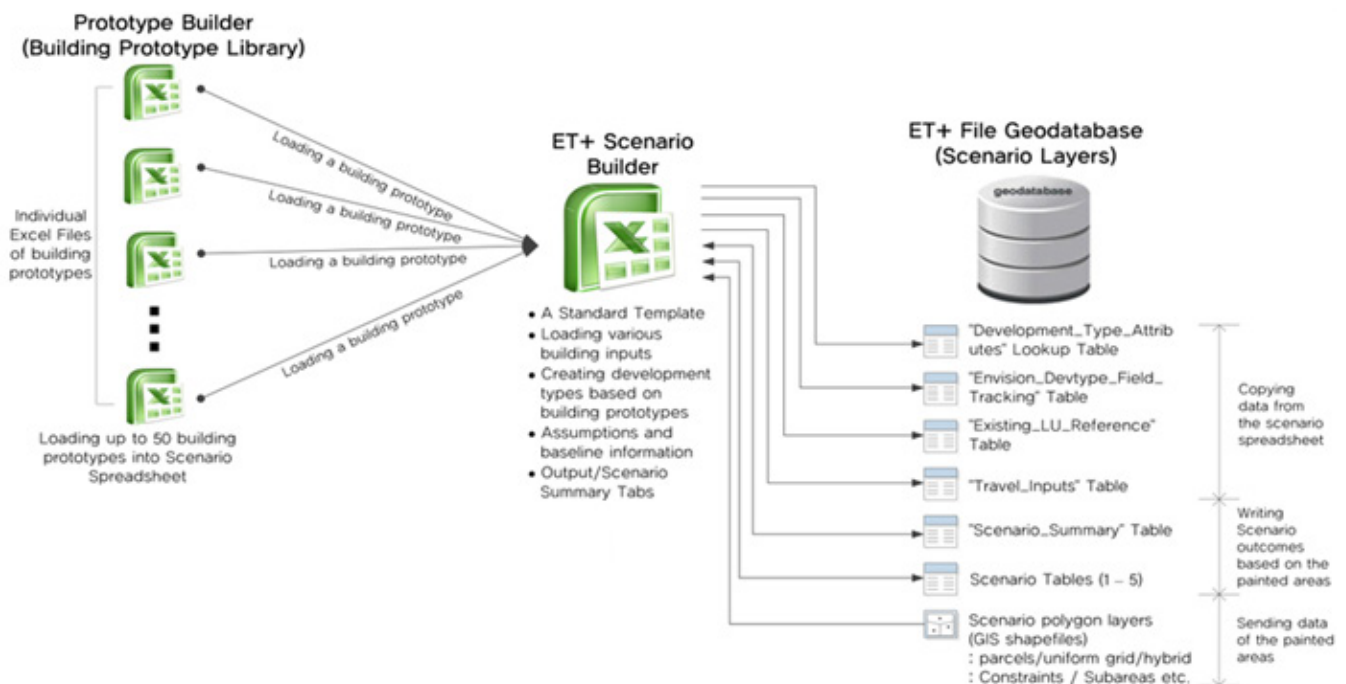 Prototype Builder
(Building Prototype Library)
Individual
Excel Files
of building
prototypes
Loading a building prototype
Loading a building prototype
Loading a building prototype
Loading a building prototype
Loading up to 50 building
prototypes into Scenario
Spreadsheet
ET+ Scenario
Builder
• A Standard Template
• Loading various
building inputs
• Creating development
types based on
building prototypes
• Assumptions and
baseline information
• Output/Scenario
Summary Tabs
ET+ File Geodatabase
(Scenario Layers)
geodatabase
"Development_Type_Attrib
utes" Lookup Table
"Envision_Devtype_Field_
Tracking" Table
"Existing_LU_Reference"
Table
"Travel_Inputs" Table
"Scenario_Summary" Table
Scenario Tables (1 – 5)
Scenario polygon layers
(GIS shapefiles)
: parcels/uniform grid/hybrid
: Constraints / Subareas etc.
Copying
data from
the scenario
spreadsheet
Writing
Scenario
outcomes
based on the
painted areas
Sending data
of the painted
areas